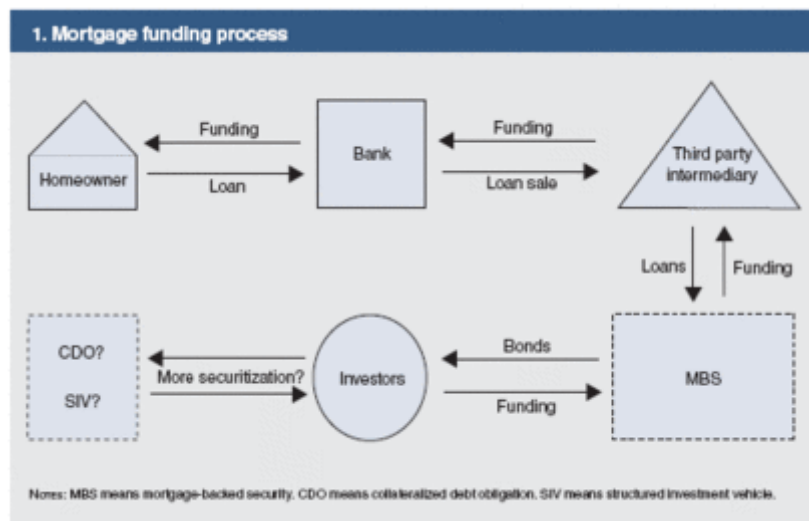 1. Mortgage funding process
Funding
Funding
Homeowner
Bank
Third party
intermediary
Loan
Loan sale
Loans
Funding
CDO?
SIV?
More securitization?
Investors
Bonds
Funding
MBS
Notes: MBS means mortgage-backed security. CDO means collateralized debt obligation. SIV means structured investment vehicle.